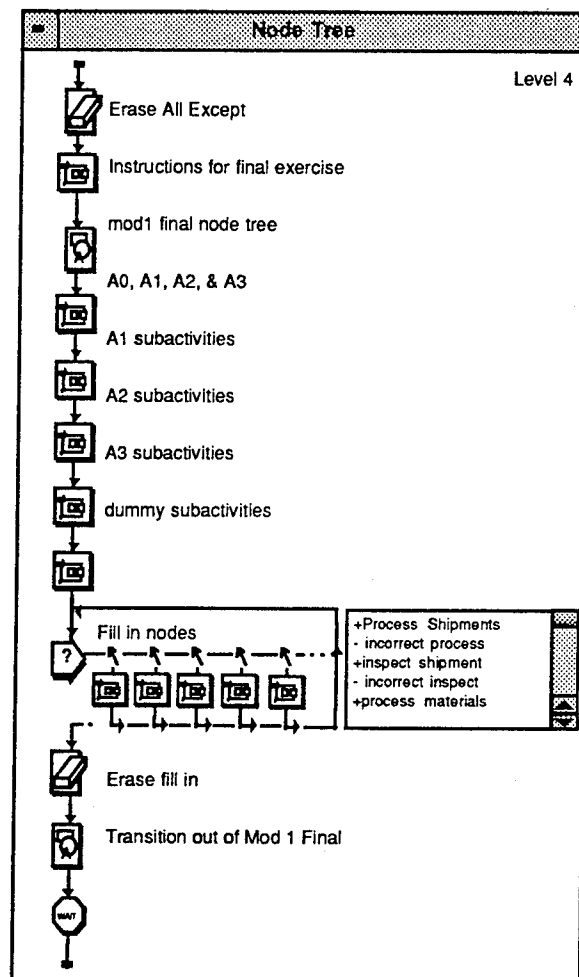 Node Tree
Level 4
Erase All Except
Instructions for final exercise
mod1 final node tree
A
A0, A1, A2, & A3
A1 subactivities
A2 subactivities
A3 subactivities
dummy subactivities
Fill in nodes
?
+Process Shipments
- incorrect process
+inspect shipment
- incorrect inspect
+process materials
Erase fill in
Transition out of Mod 1 Final
A
WAIT